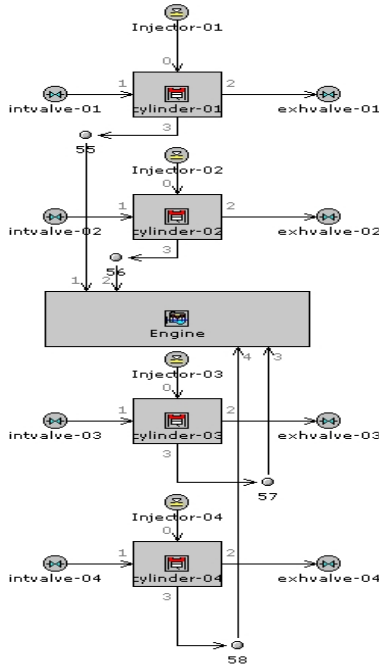 Injector-01
0
1 2
intvalve-01 cylinder-01 exhvalve-01
3
55
Injector-02
0
1 2
intvalve-02 cylinder-02 exhvalve-02
3
56
1 2
Engine
4 3
Injector-03
0
1 2
intvalve-03 cylinder-03 exhvalve-03
3
57
Injector-04
0
1 2
intvalve-04 cylinder-04 exhvalve-04
3
58